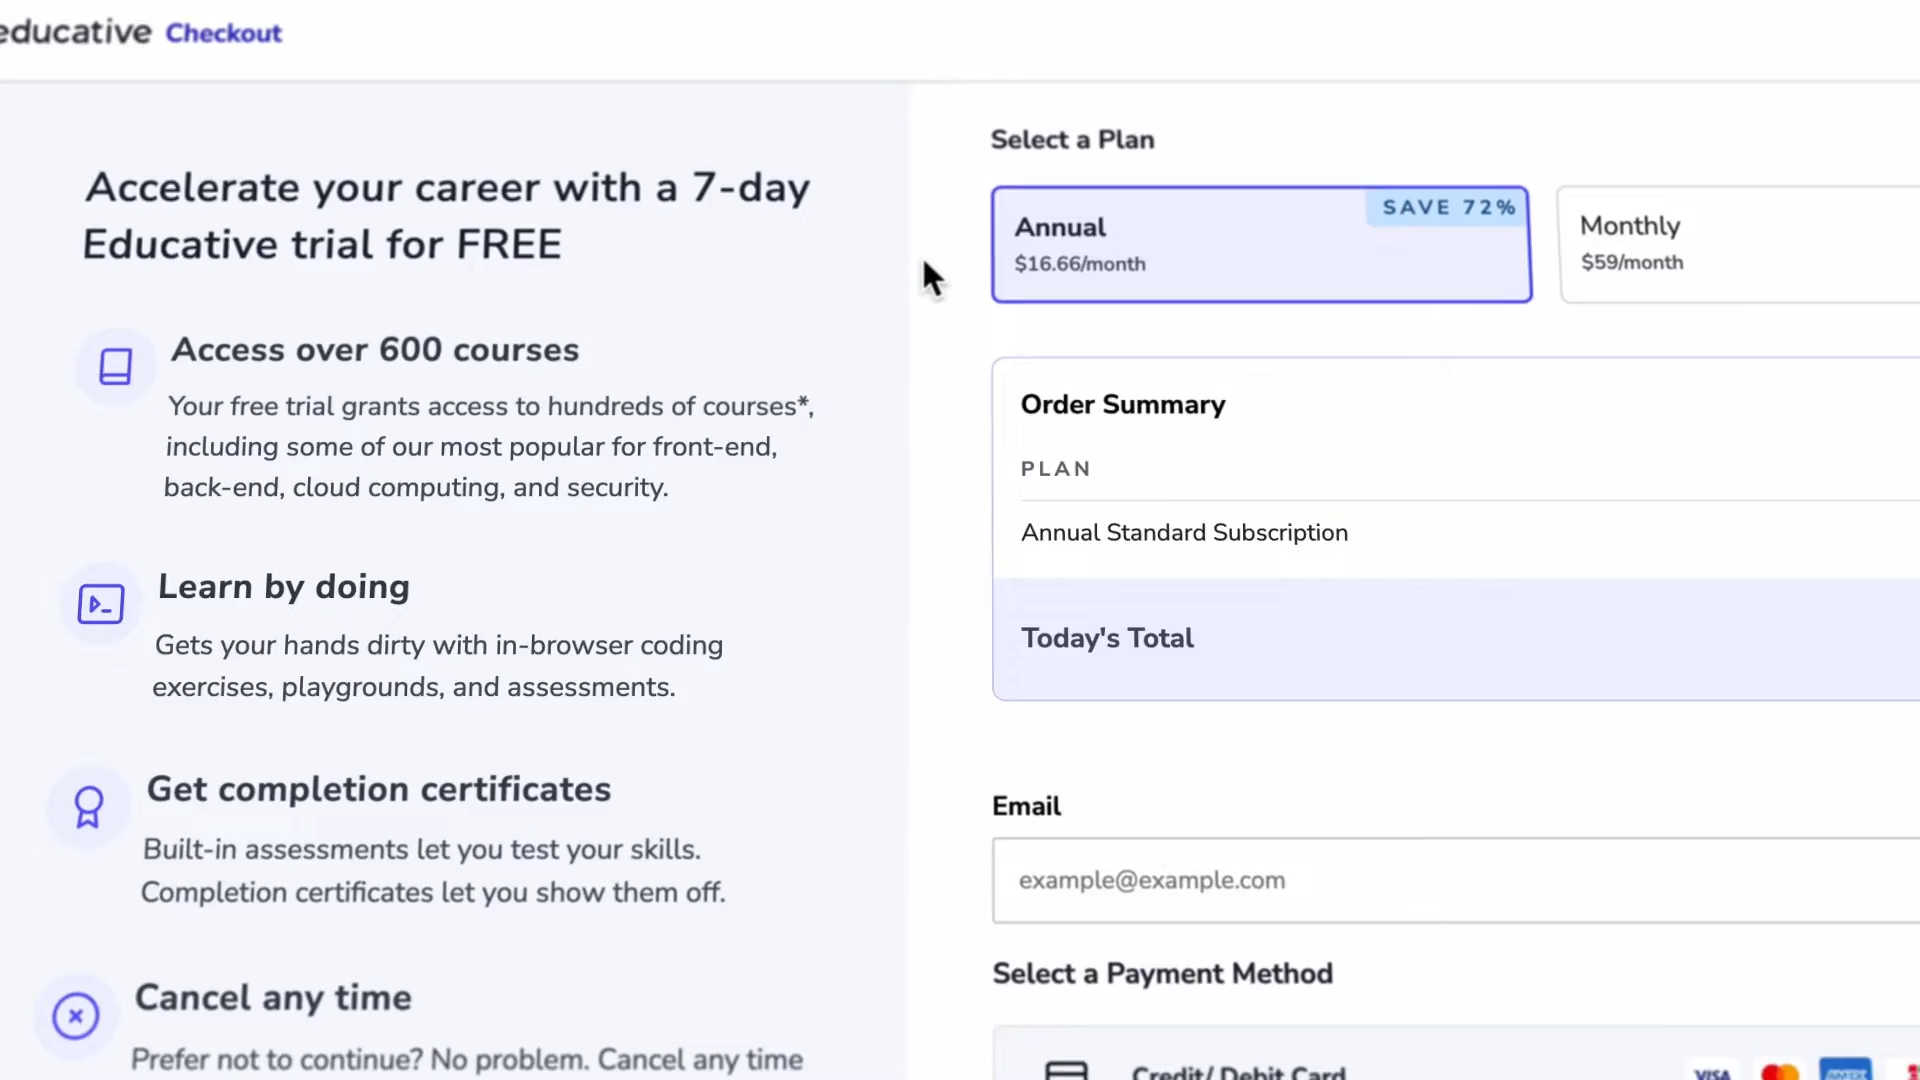 educative Checkout
Accelerate your career with a 7-day
Educative trial for FREE
Access over 600 courses
Your free trial grants access to hundreds of courses*,
including some of our most popular for front-end,
back-end, cloud computing, and security.
Learn by doing
Gets your hands dirty with in-browser coding
exercises, playgrounds, and assessments.
Get completion certificates
Built-in assessments let you test your skills.
Completion certificates let you show them off.
Cancel any time
Prefer not to continue? No problem. Cancel any time
Select a Plan
SAVE 72%
Annual
$16.66/month
Monthly
$59/month
Order Summary
PLAN
Annual Standard Subscription
Today's Total
Email
example@example.com
Select a Payment Method
Credit/ Debit Card
VISA
AMEX